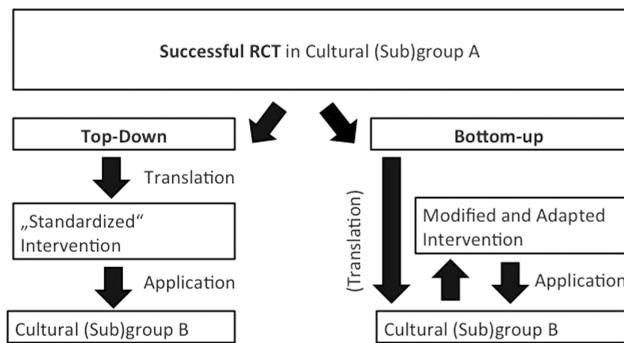 Successful RCT in Cultural (Sub)group A
Top-Down
Translation
„Standardized“
Intervention
Application
Cultural (Sub)group B
Bottom-up
(Translation)
Modified and Adapted
Intervention
Application
Cultural (Sub)group B